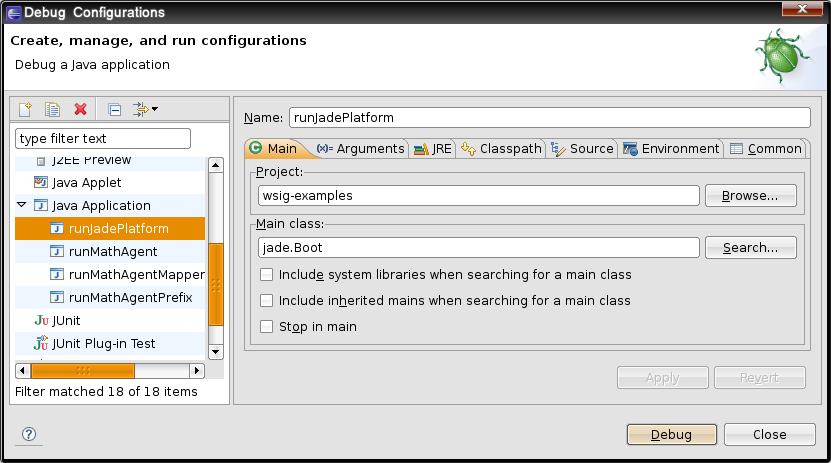 Debug Configurations
Create, manage, and run configurations
Debug a Java application
type filter text
J2EE Preview
Java Applet
Java Application
runJadePlatform
runMathAgent
runMathAgentMapper
runMathAgentPrefix
JUnit
JUnit Plug-in Test
Filter matched 18 of 18 items
Name: runJadePlatform
Main (x)= Arguments JRE Classpath Source Environment Common
Project:
wsig-examples Browse...
Main class:
jade.Boot Search...
Include system libraries when searching for a main class
Include inherited mains when searching for a main class
Stop in main
Apply Revert
? Debug Close